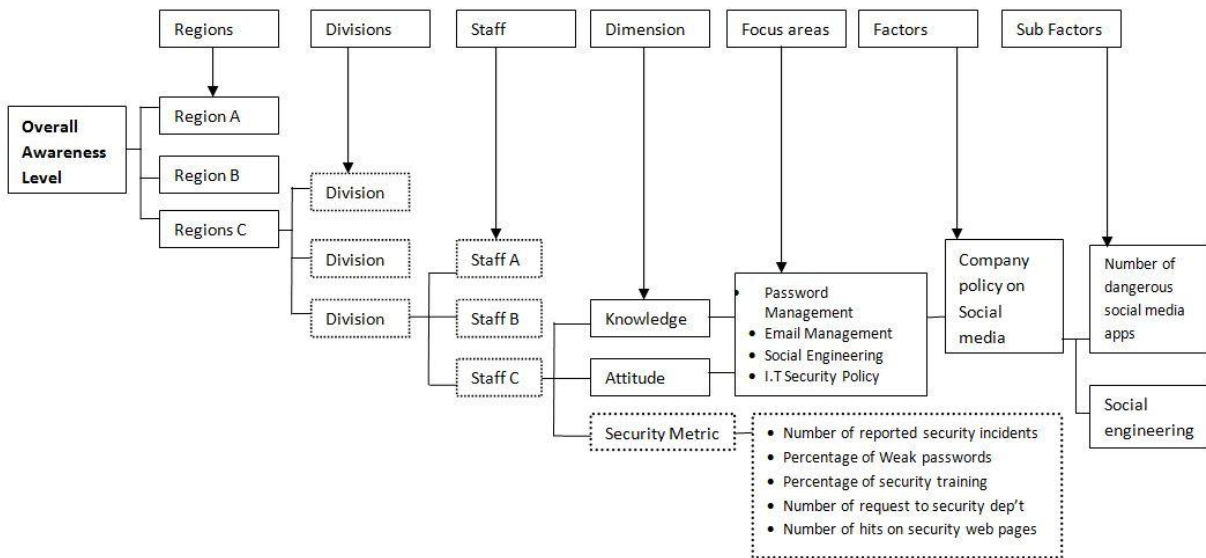 Regions
Divisions
Staff
Dimension
Focus areas
Factors
Sub Factors
Overall
Awareness
Level
Region A
Region B
Regions C
Division
Division
Division
Staff A
Staff B
Staff C
Knowledge
Attitude
Security Metric
• Password
Management
• Email Management
• Social Engineering
• I.T Security Policy
• Number of reported security incidents
• Percentage of Weak passwords
• Percentage of security training
• Number of request to security dep't
• Number of hits on security web pages
Company
policy on
Social
media
Number of
dangerous
social media
apps
Social
engineering